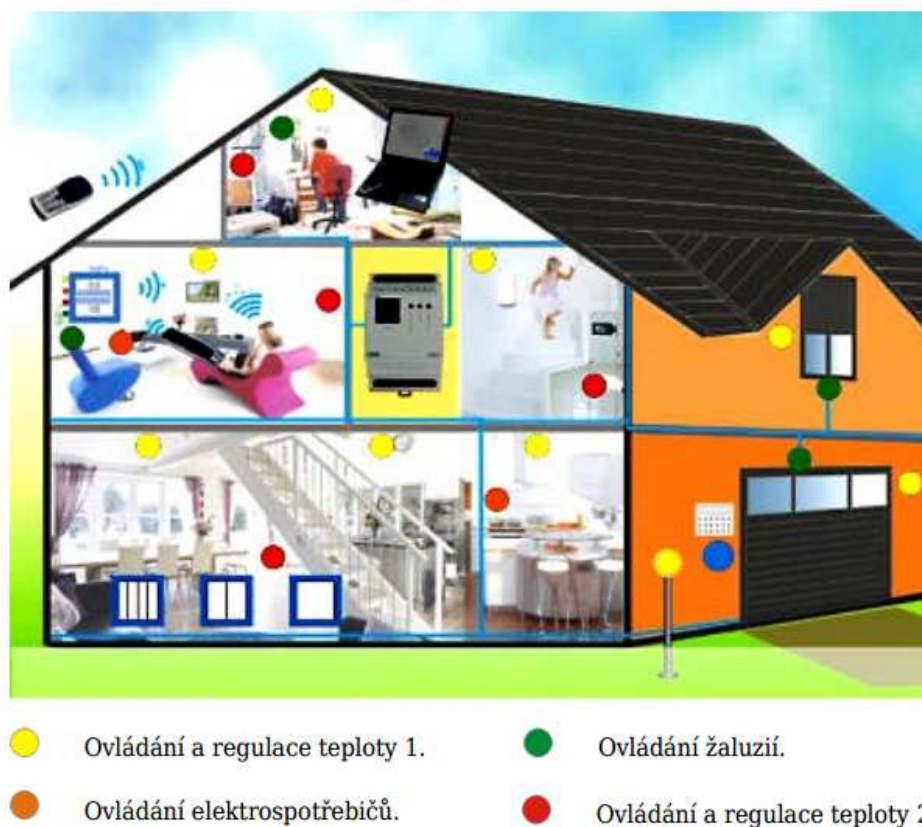 Ovládání a regulace teploty 1.
Ovládání žaluzií.
Ovládání elektrospotřebičů.
Ovládání a regulace teploty